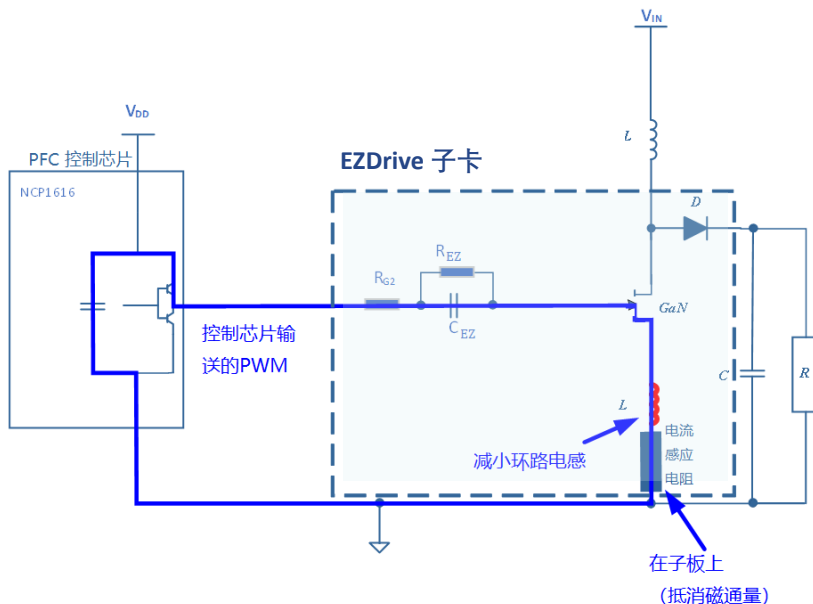 VIN
VDD
L
PFC 控制芯片
EZDrive 子卡
NCP1616
D
REZ
RG2
GaN
CEZ
控制芯片输
送的PWM
C
R
L
电流
感应
电阻
减小环路电感
在子板上
（抵消磁通量）